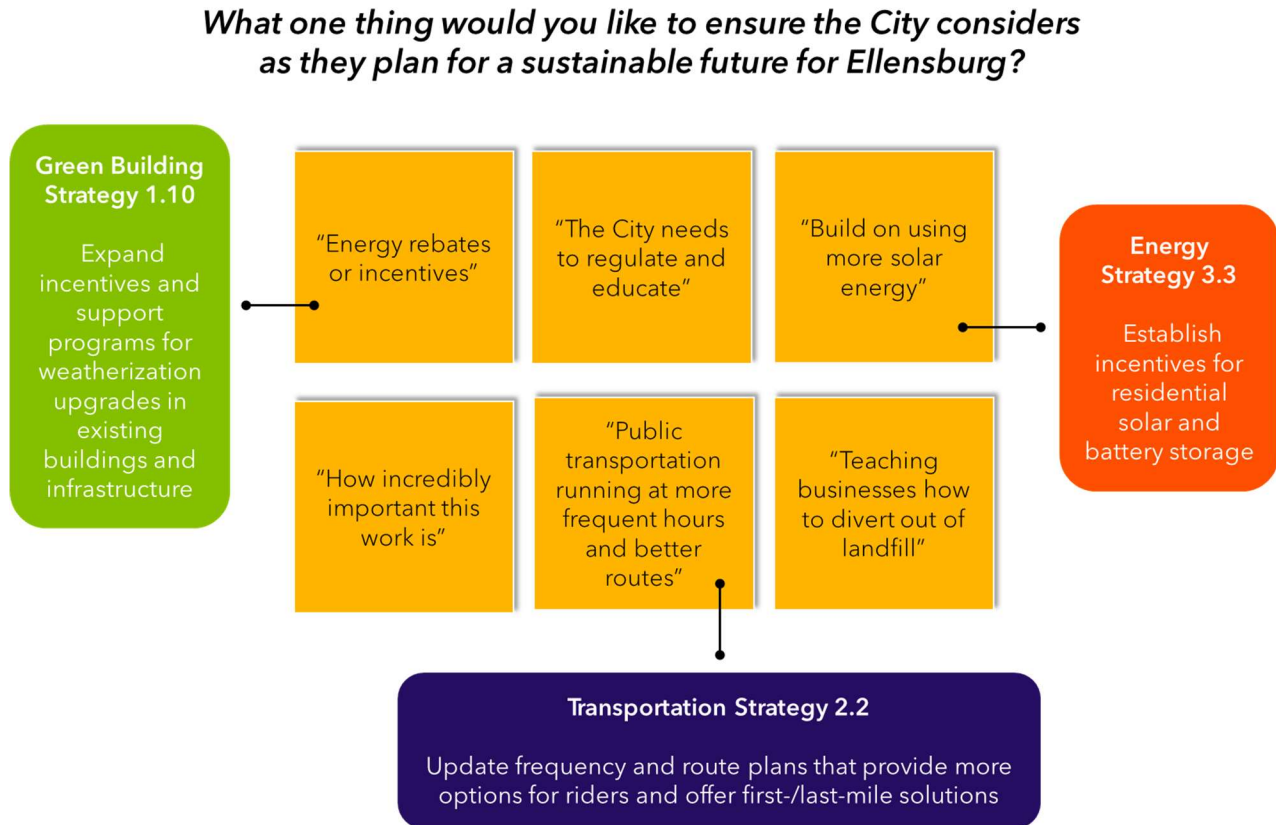 What one thing would you like to ensure the City considers
as they plan for a sustainable future for Ellensburg?
Green Building
Strategy 1.10
Expand
incentives and
support
programs for
weatherization
upgrades in
existing
buildings and
infrastructure
“Energy rebates
or incentives”
“The City needs
to regulate and
educate”
“Build on using
more solar
energy”
Energy
Strategy 3.3
Establish
incentives for
residential
solar and
battery storage
“How incredibly
important this
work is”
“Public
transportation
running at more
frequent hours
and better
routes”
“Teaching
businesses how
to divert out of
landfill”
Transportation Strategy 2.2
Update frequency and route plans that provide more
options for riders and offer first-/last-mile solutions